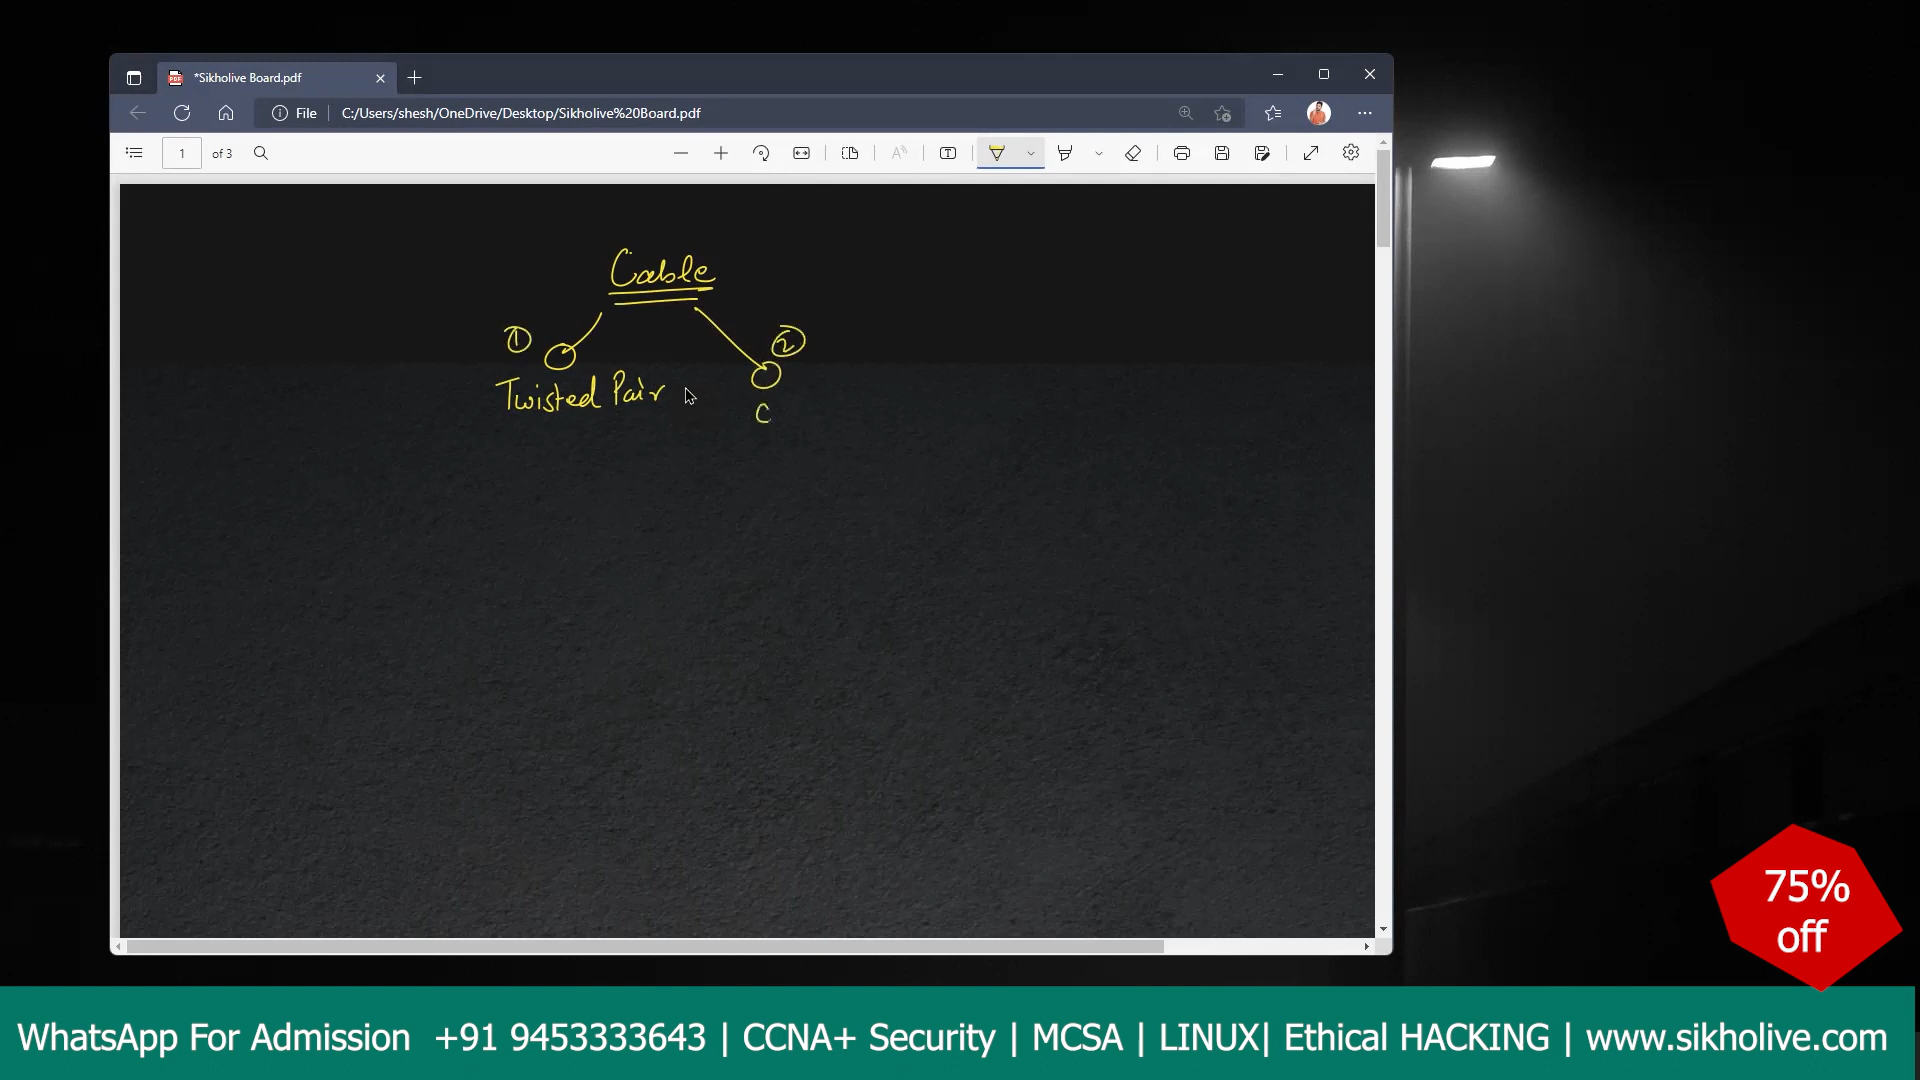 *Sikholive Board.pdf
File C:/Users/shesh/OneDrive/Desktop/Sikholive%20Board.pdf
1 of 3
Cable
① ②
Twisted Pair
C
75%
off
WhatsApp For Admission +91 9453333643 | CCNA+ Security | MCSA | LINUX| Ethical HACKING | www.sikholive.com